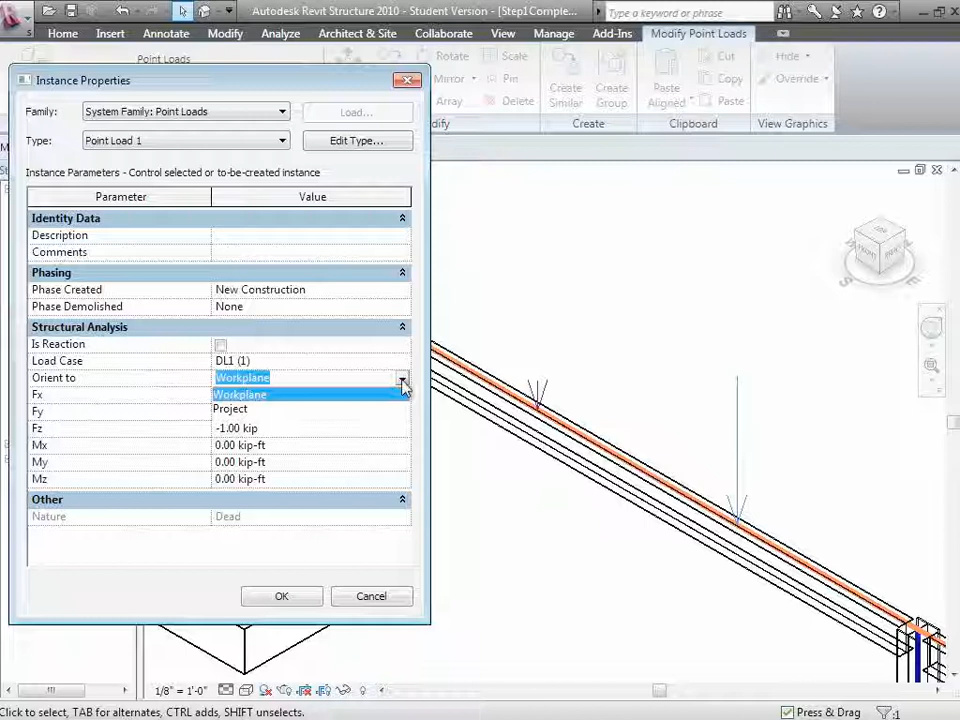 Autodesk Revit Structure 2010 - Student Version - [Step1Comple...
Type a keyword or phrase
Home Insert Annotate Modify Analyze Architect & Site Collaborate View Manage Add-Ins Modify Point Loads
Point Loads
Rotate Scale Cut Hide
Mirror Pin Copy Override
Array Delete Create Similar Create Group Paste Aligned Paste
Create Clipboard View Graphics
Instance Properties
Family: System Family: Point Loads Load...
Type: Point Load 1 Edit Type...
Instance Parameters - Control selected or to-be-created instance
Parameter Value
Identity Data
Description
Comments
Phasing
Phase Created New Construction
Phase Demolished None
Structural Analysis
Is Reaction
Load Case DL1 (1)
Orient to Workplane
Fx Workplane
Fy Project
Fz -1.00 kip
Mx 0.00 kip-ft
My 0.00 kip-ft
Mz 0.00 kip-ft
Other
Nature Dead
OK Cancel
1/8" = 1'-0"
Click to select, TAB for alternates, CTRL adds, SHIFT unselects. Press & Drag :1